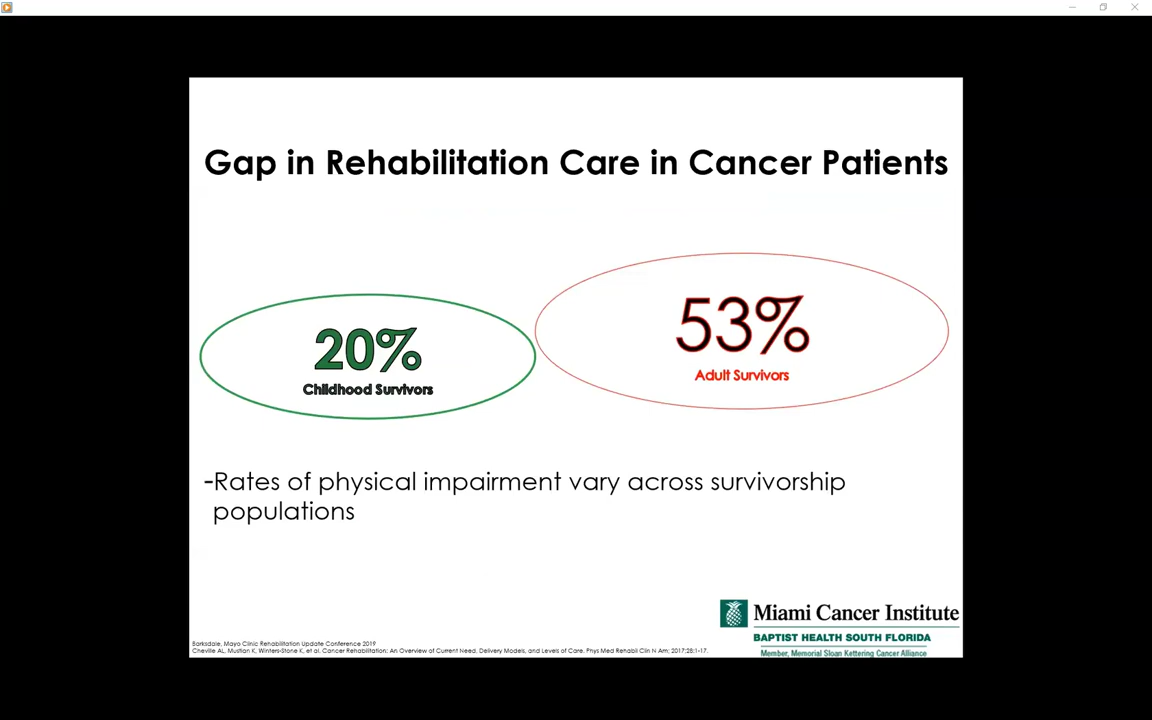 Gap in Rehabilitation Care in Cancer Patients
20%
Childhood Survivors
53%
Adult Survivors
-Rates of physical impairment vary across survivorship
populations
Miami Cancer Institute
BAPTIST HEALTH SOUTH FLORIDA
Member, Memorial Sloan Kettering Cancer Alliance
Barksdale, Mayo Clinic Rehabilitation Update Conference 2019
Cheville AL, Mustian K, Winters-Stone K, et al. Cancer Rehabilitation: An Overview of Current Need, Delivery Models, and Levels of Care. Phys Med Rehabil Clin N Am; 2017;28:1-17.